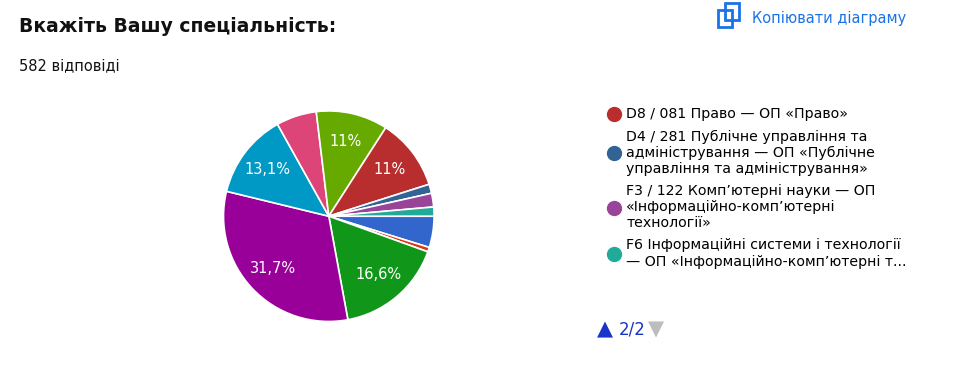 Вкажіть Вашу спеціальність:
Копіювати діаграму
582 відповіді
11%
11%
13,1%
31,7%
16,6%
D8 / 081 Право — ОП «Право»
D4 / 281 Публічне управління та
адміністрування — ОП «Публічне
управління та адміністрування»
F3 / 122 Комп’ютерні науки — ОП
«Інформаційно-комп’ютерні
технології»
F6 Інформаційні системи і технології
— ОП «Інформаційно-комп’ютерні т…
2/2